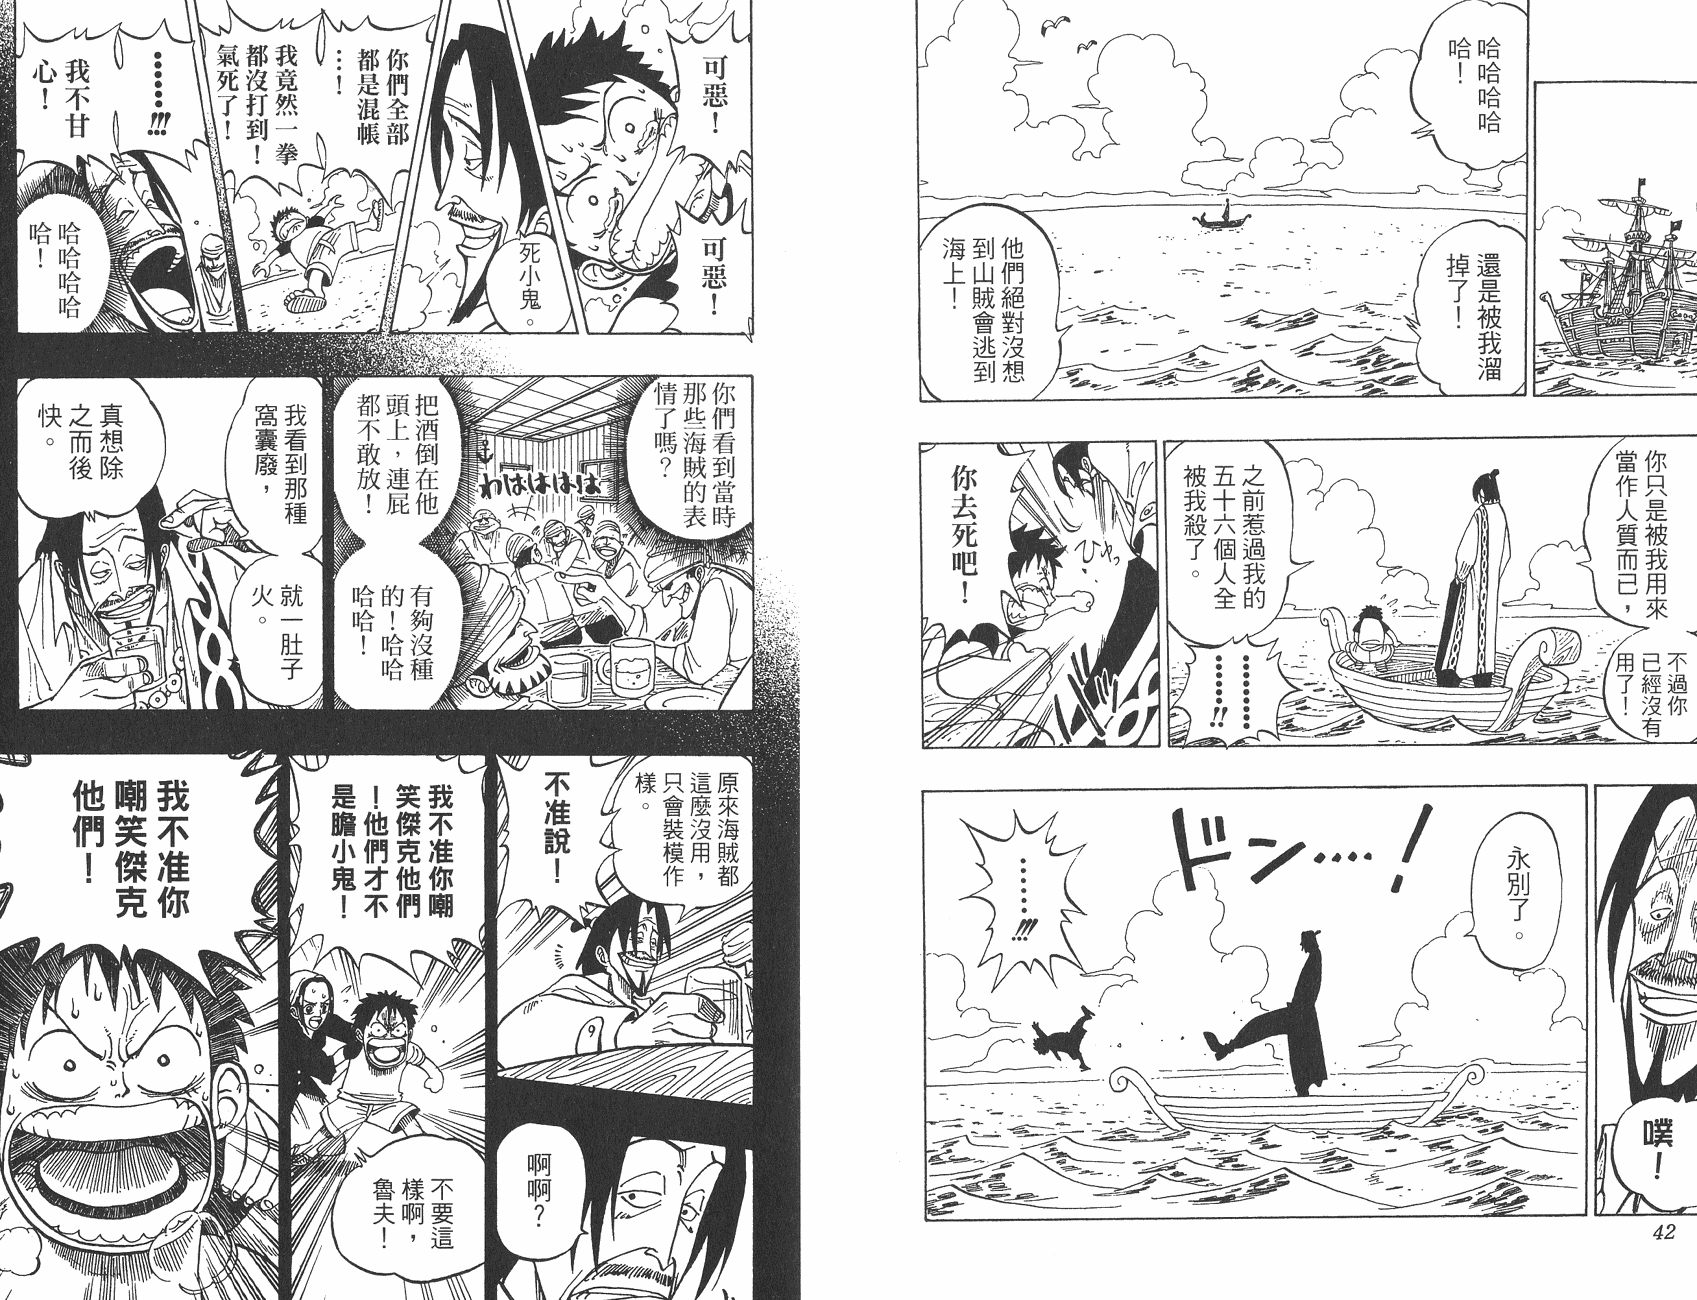 哈哈哈哈
哈！
還是被我溜
掉了！
他們絕對沒想
到山賊會逃到
海上！
你只是被我用來
當作人質而已，
不過你
已經沒有
用了！
之前惹過我的
五十六個人全
被我殺了。
……!!
你去死吧！
ひゅっ
噗！
永別了。
ドン……！
……!!!
42
可惡！
可惡！
死小鬼。
你們全部
都是混帳
…！
我竟然一拳
都沒打到！
氣死了！
……!!!
我不甘
心！
哈哈哈哈
哈！
你們看到當時
那些海賊的表
情了嗎？
わはははは
把酒倒在他
頭上，連屁
都不敢放！
有夠沒種
的！哈哈
哈哈！
我看到那種
窩囊廢，
就一肚子
火。
真想除
之而後
快。
原來海賊都
這麼沒用，
只會裝模作
樣。
不准說！
啊啊？
我不准你嘲
笑傑克他們
！他們才不
是膽小鬼！
不要這
樣啊，
魯夫！
我不准你
嘲笑傑克
他們！